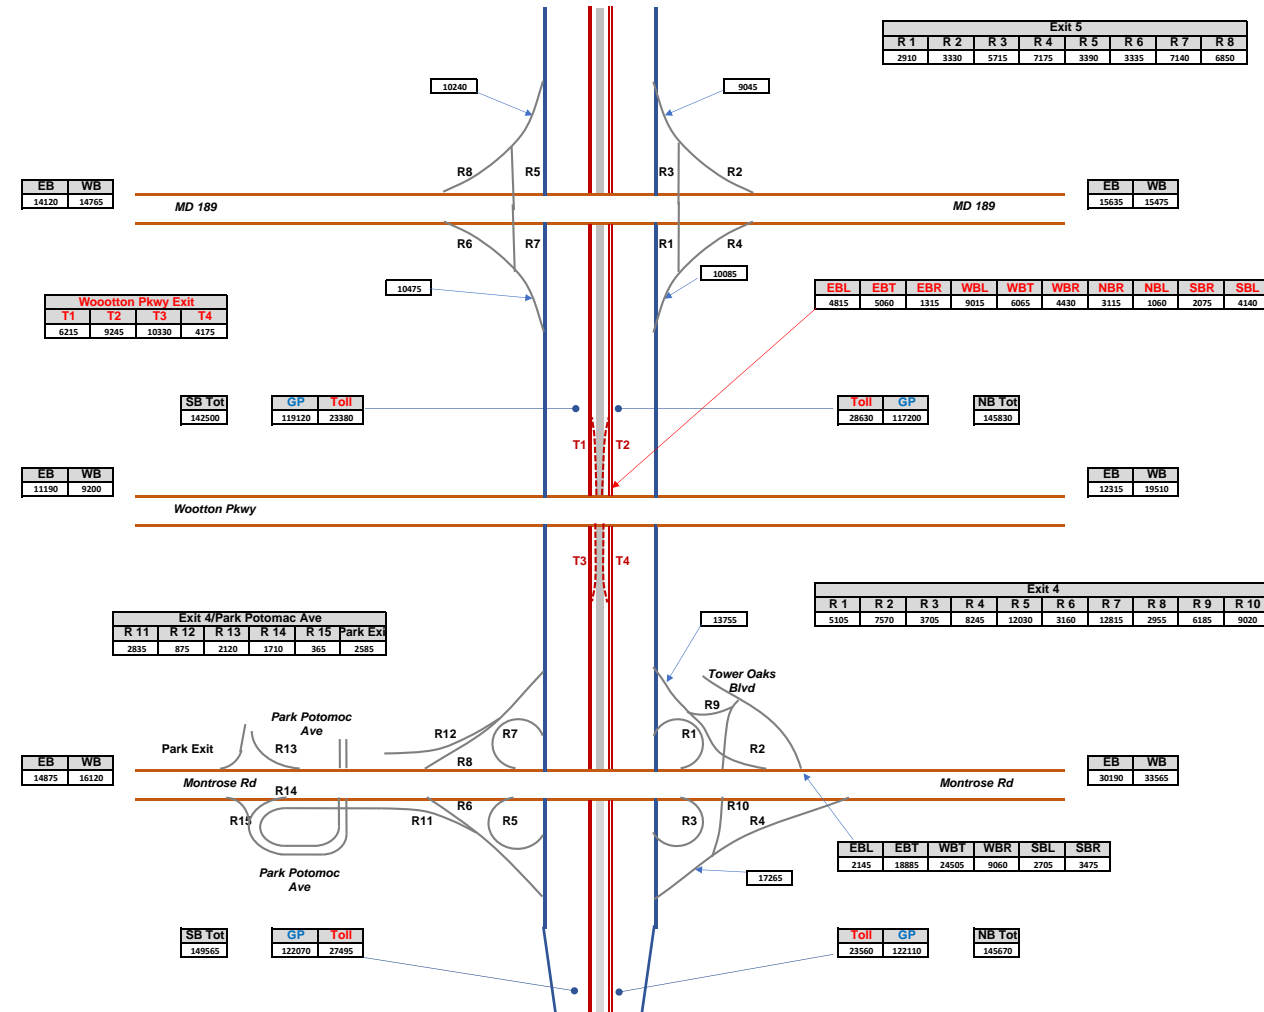 Exit 5
R 1 R 2 R 3 R 4 R 5 R 6 R 7 R 8
2910 3330 5715 7175 3390 3335 7140 6850
10240
9045
R8 R5 R3 R2
EB WB
14120 14765
EB WB
15635 15475
MD 189
MD 189
R6 R7 R1 R4
10475
10085
Woootton Pkwy Exit
T1 T2 T3 T4
6215 9245 10330 4175
EBL EBT EBR WBL WBT WBR NBR NBL SBR SBL
4815 5060 1315 9015 6065 4430 3115 1060 2075 4140
SB Tot
142500
GP Toll
119120 23380
Toll GP
28630 117200
NB Tot
145830
T1 T2
EB WB
11190 9200
EB WB
12315 19510
Wootton Pkwy
T3 T4
Exit 4
R 1 R 2 R 3 R 4 R 5 R 6 R 7 R 8 R 9 R 10
5105 7570 3705 8245 12030 3160 12815 2955 6185 9020
Exit 4/Park Potomac Ave
R 11 R 12 R 13 R 14 R 15 Park Exi
2835 875 2120 1710 365 2585
13755
Tower Oaks
Blvd
R9
Park Potomoc
Ave
Park Exit R13 R12 R7 R1 R2
R8
EB WB
14875 16120
EB WB
30190 33565
Montrose Rd
Montrose Rd
R14
R15 R11 R6 R5 R3 R10 R4
EBL EBT WBT WBR SBL SBR
2145 18885 24505 9060 2705 3475
Park Potomoc
Ave
17265
SB Tot
149565
GP Toll
122070 27495
Toll GP
23560 122110
NB Tot
145670